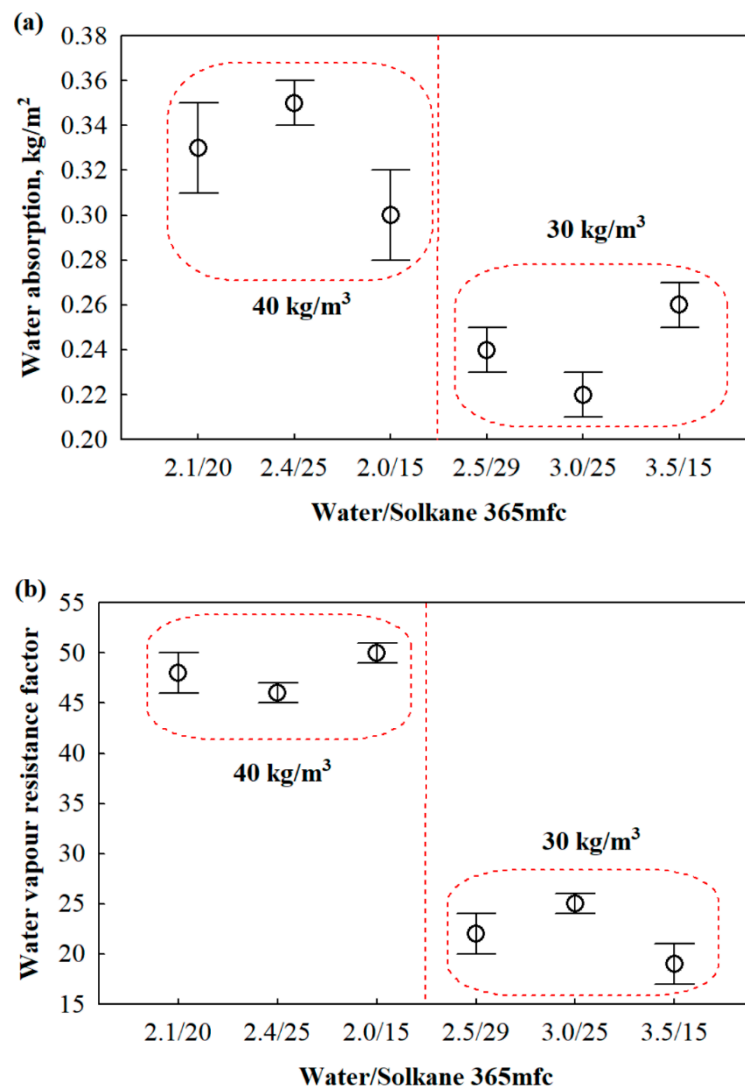 (a)
Water absorption, kg/m²
0.38
0.36
0.34
0.32
0.30
0.28
0.26
0.24
0.22
0.20
40 kg/m³
30 kg/m³
2.1/20 2.4/25 2.0/15 2.5/29 3.0/25 3.5/15
Water/Solkane 365mfc
(b)
Water vapour resistance factor
55
50
45
40
35
30
25
20
15
40 kg/m³
30 kg/m³
2.1/20 2.4/25 2.0/15 2.5/29 3.0/25 3.5/15
Water/Solkane 365mfc